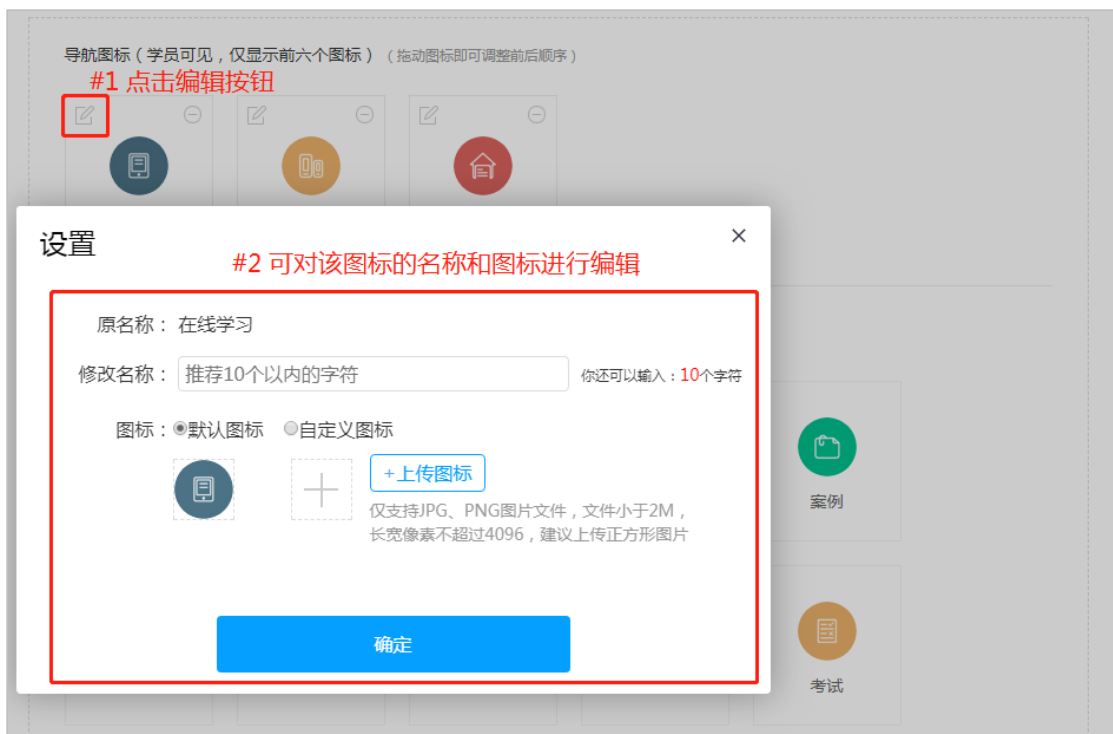 导航图标（学员可见，仅显示前六个图标）（拖动图标即可调整前后顺序）
#1 点击编辑按钮
设置
#2 可对该图标的名称和图标进行编辑
原名称： 在线学习
修改名称： 推荐10个以内的字符 你还可以输入：10个字符
图标： 默认图标 自定义图标
+上传图标
仅支持JPG、PNG图片文件，文件小于2M，
长宽像素不超过4096，建议上传正方形图片
确定
案例
考试